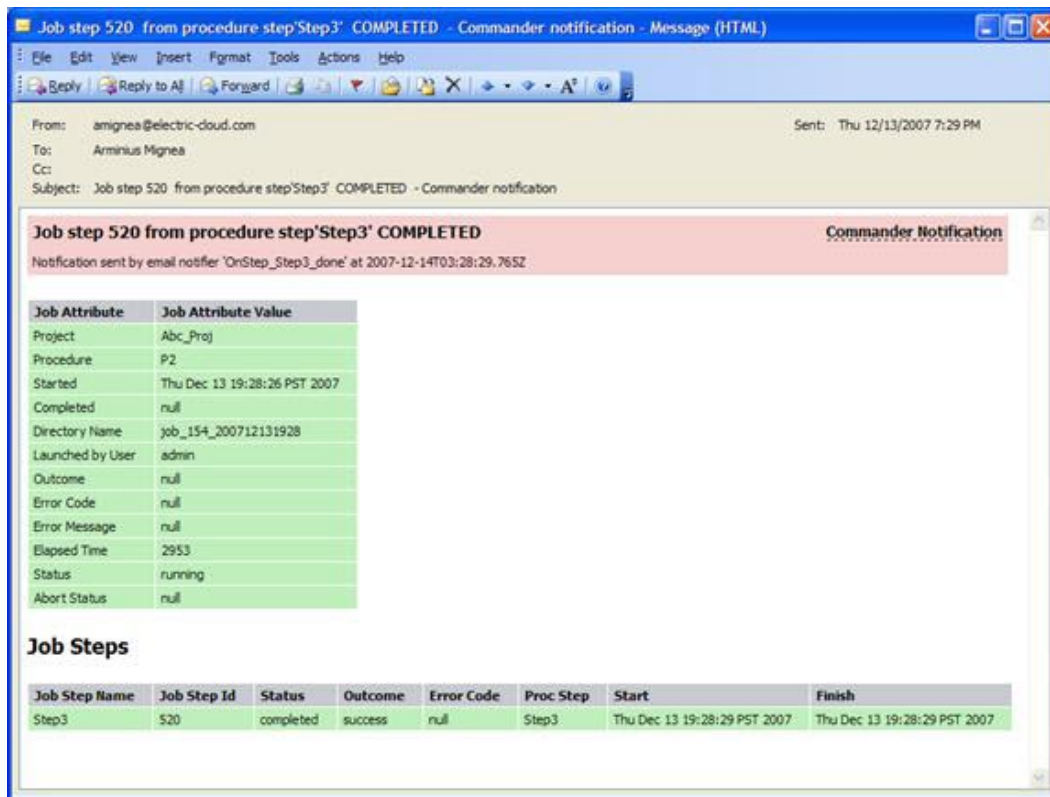 Job step 520 from procedure step'Step3' COMPLETED - Commander notification - Message (HTML)
File Edit View Insert Format Tools Actions Help
Reply Reply to All Forward
From: amignea@electric-cloud.com Sent: Thu 12/13/2007 7:29 PM
To: Arminius Mignea
Cc:
Subject: Job step 520 from procedure step'Step3' COMPLETED - Commander notification
Job step 520 from procedure step'Step3' COMPLETED Commander Notification
Notification sent by email notifier 'OnStep_Step3_done' at 2007-12-14T03:28:29.765Z
Job Attribute Job Attribute Value
Project Abc_Proj
Procedure P2
Started Thu Dec 13 19:28:26 PST 2007
Completed null
Directory Name job_154_200712131928
Launched by User admin
Outcome null
Error Code null
Error Message null
Elapsed Time 2953
Status running
Abort Status null
Job Steps
Job Step Name Job Step Id Status Outcome Error Code Proc Step Start Finish
Step3 520 completed success null Step3 Thu Dec 13 19:28:29 PST 2007 Thu Dec 13 19:28:29 PST 2007